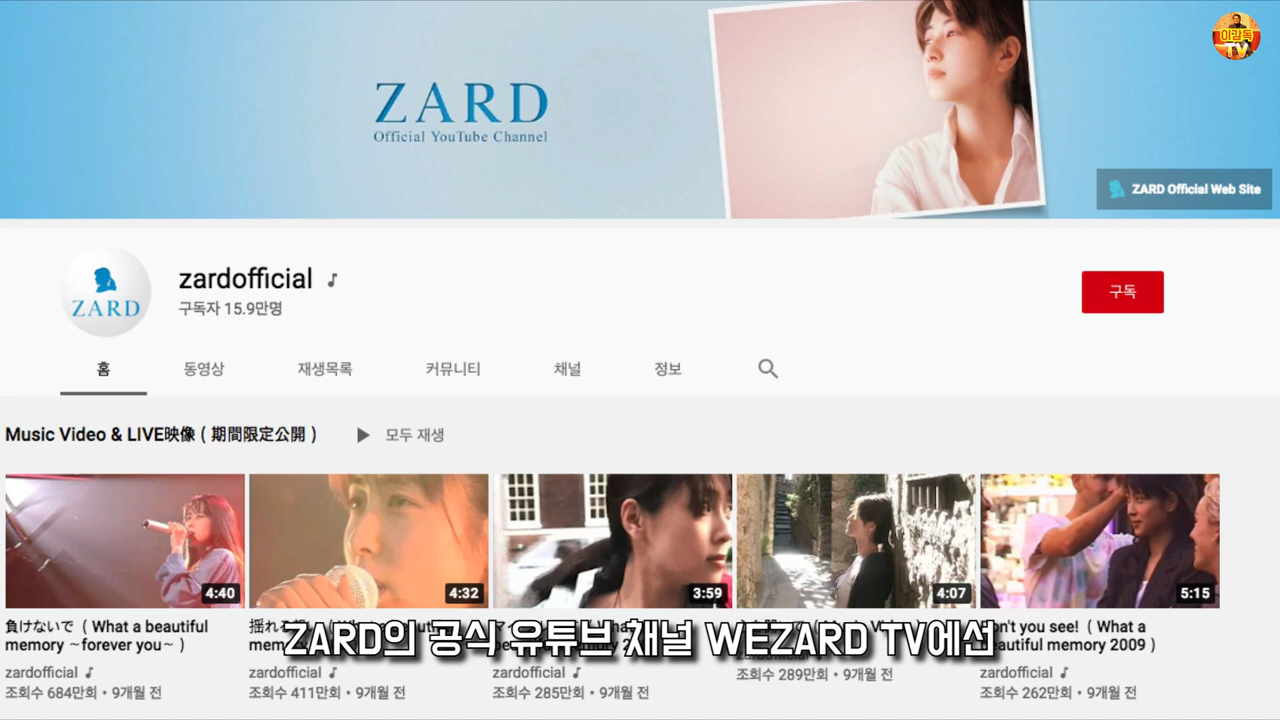 이감독
TV
ZARD
Official YouTube Channel
ZARD Official Web Site
ZARD
zardofficial
구독자 15.9만명
구독
홈 동영상 재생목록 커뮤니티 채널 정보
Music Video & LIVE映像 ( 期間限定公開 ) 모두 재생
4:40
4:32
3:59
4:07
5:15
負けないで ( What a beautiful
memory ~forever you~ )
zardofficial
조회수 684만회 • 9개월 전
zardofficial
조회수 411만회 • 9개월 전
zardofficial
조회수 285만회 • 9개월 전
조회수 289만회 • 9개월 전
n't you see! ( What a
beautiful memory 2009 )
zardofficial
조회수 262만회 • 9개월 전
ZARD의 공식 유튜브 채널 WEZARD TV에선